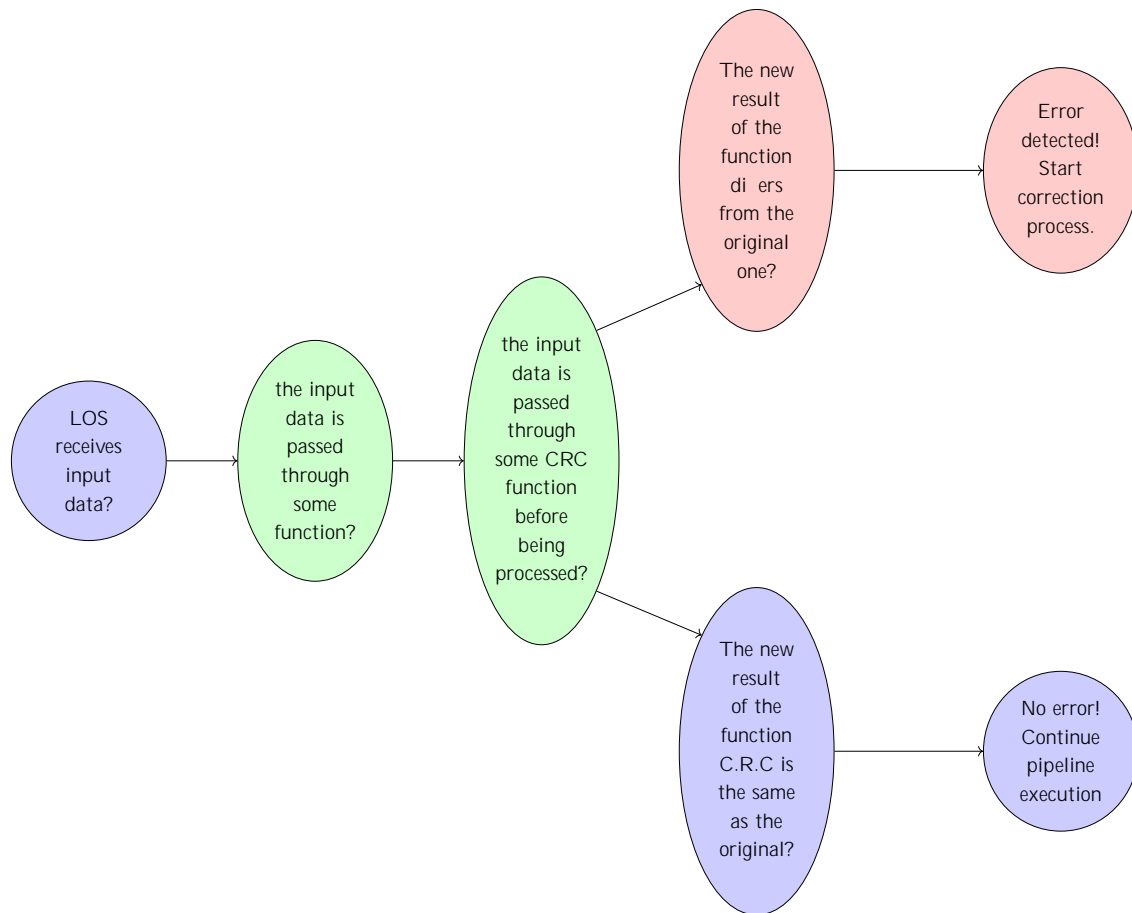 LOS
receives
input
data?
the input
data is
passed
through
some
function?
the input
data is
passed
through
some CRC
function
before
being
processed?
The new
result
of the
function
di ers
from the
original
one?
Error
detected!
Start
correction
process.
The new
result
of the
function
C.R.C is
the same
as the
original?
No error!
Continue
pipeline
execution